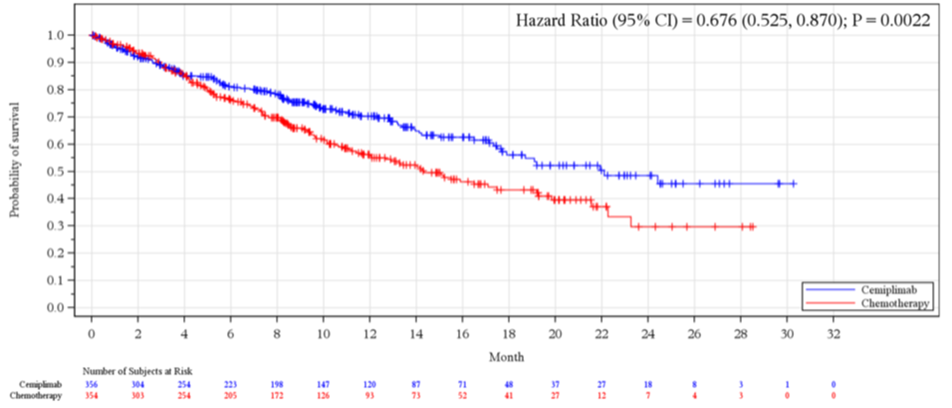 Hazard Ratio (95% CI) = 0.676 (0.525, 0.870); P = 0.0022
Probability of survival
1.0
0.9
0.8
0.7
0.6
0.5
0.4
0.3
0.2
0.1
0.0
Cemiplimab
Chemotherapy
0 2 4 6 8 10 12 14 16 18 20 22 24 26 28 30 32
Month
Number of Subjects at Risk
Cemiplimab 356 304 254 223 198 147 120 87 71 48 37 27 18 8 3 1 0
Chemotherapy 354 303 254 205 172 126 93 73 52 41 27 12 7 4 3 0 0